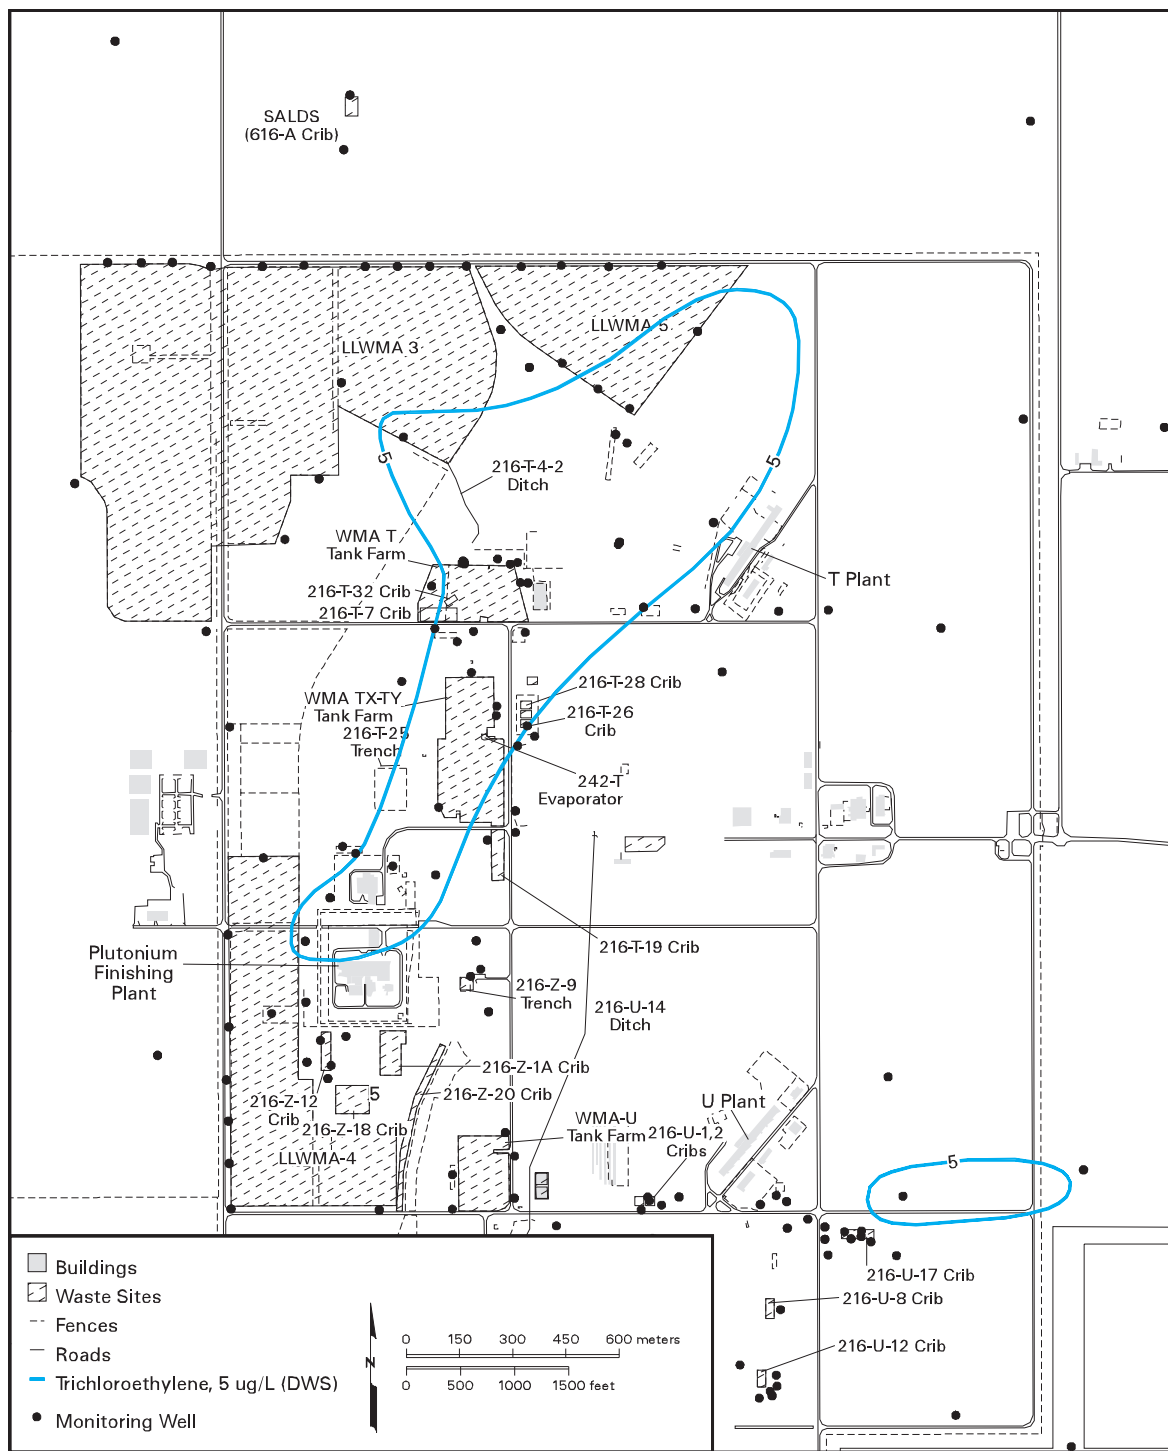 SALDS
(616-A Crib)
LLWMA 5
LLWMA 3
5
5
216-T-4-2
Ditch
WMA T
Tank Farm
T Plant
216-T-32 Crib
216-T-7 Crib
216-T-28 Crib
WMA TX-TY
Tank Farm
216-T-26
Crib
216-T-25
Trench
242-T
Evaporator
216-T-19 Crib
Plutonium
Finishing
Plant
216-Z-9
Trench
216-U-14
Ditch
216-Z-1A Crib
5
216-Z-20 Crib
216-Z-12
Crib
216-Z-18 Crib
U Plant
WMA-U
Tank Farm
216-U-1,2
Cribs
LLWMA-4
5
216-U-17 Crib
216-U-8 Crib
216-U-12 Crib
Buildings
Waste Sites
Fences
Roads
Trichloroethylene, 5 ug/L (DWS)
Monitoring Well
N
0 150 300 450 600 meters
0 500 1000 1500 feet